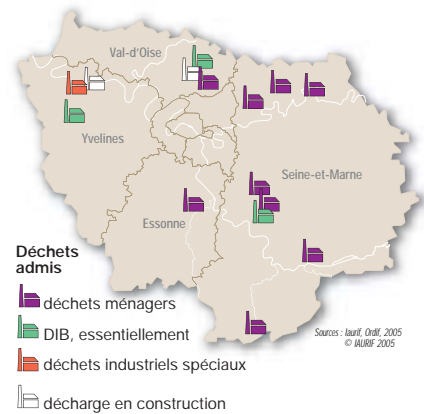 Val-d'Oise
Yvelines
Seine-et-Marne
Essonne
Déchets
admis
déchets ménagers
DIB, essentiellement
déchets industriels spéciaux
décharge en construction
Sources : Iaurif, Ordif, 2005
© IAURIF 2005